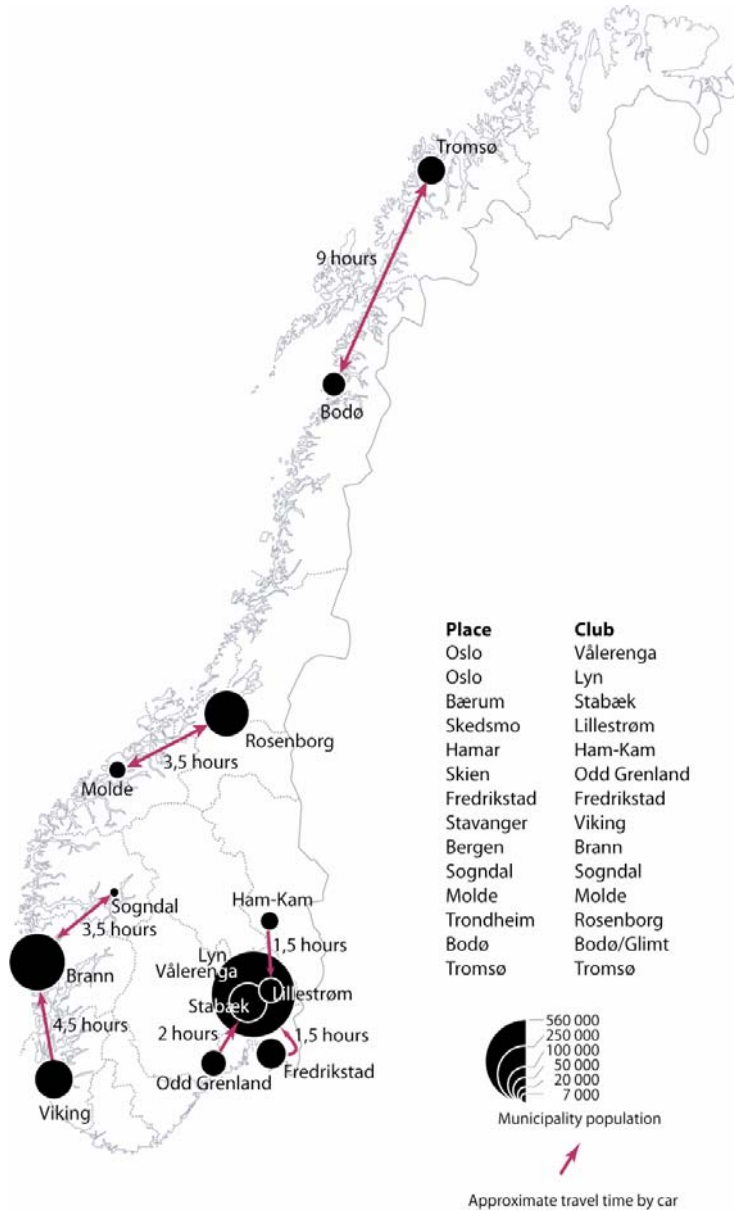 Tromsø
9 hours
Bodø
Rosenborg
3,5 hours
Molde
Sogndal
3,5 hours
Brann
4,5 hours
Viking
Ham-Kam
1,5 hours
Lyn
Vålerenga
Lillestrøm
Stabæk
2 hours
1,5 hours
Odd Grenland
Fredrikstad
Place Club
Oslo Vålerenga
Oslo Lyn
Bærum Stabæk
Skedsmo Lillestrøm
Hamar Ham-Kam
Skien Odd Grenland
Fredrikstad Fredrikstad
Stavanger Viking
Bergen Brann
Sogndal Sogndal
Molde Molde
Trondheim Rosenborg
Bodø Bodø/Glimt
Tromsø Tromsø
560 000
250 000
100 000
50 000
20 000
7 000
Municipality population
Approximate travel time by car